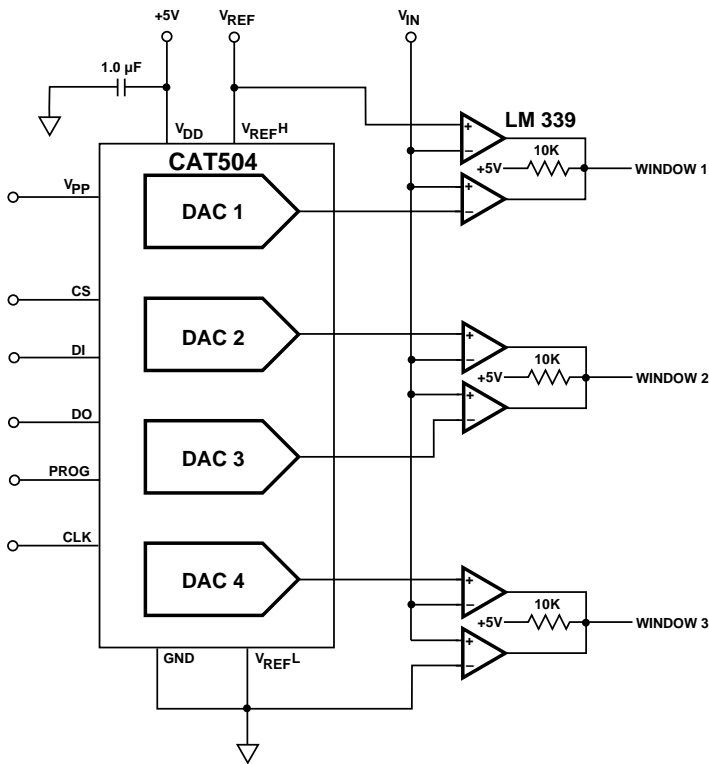 +5V
VREF
VIN
1.0 µF
VDD
VREFH
LM 339
CAT504
+
–
10K
+5V
WINDOW 1
+
–
VPP
DAC 1
CS
DAC 2
+
–
DI
10K
+5V
WINDOW 2
+
–
DO
DAC 3
PROG
CLK
DAC 4
+
–
10K
+5V
WINDOW 3
+
–
GND
VREFL